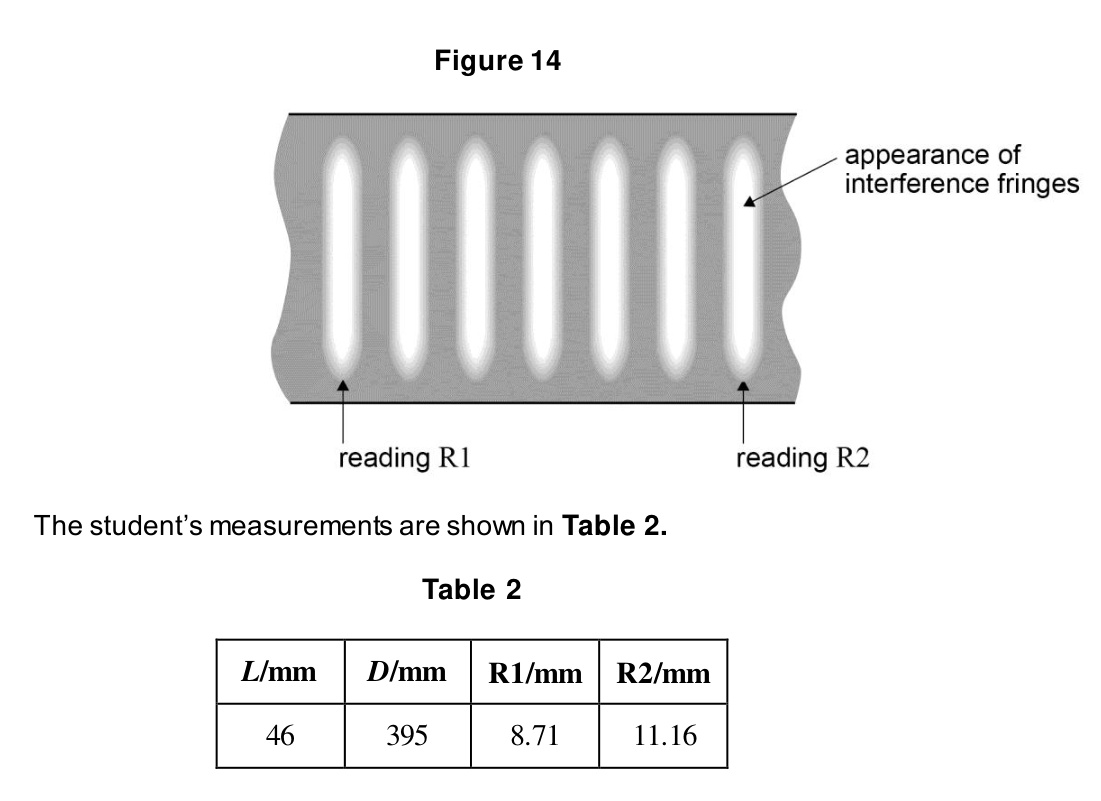 Figure 14
appearance of
interference fringes
reading R1
reading R2
The student's measurements are shown in Table 2.
Table 2
L/mm D/mm R1/mm R2/mm
46 395 8.71 11.16